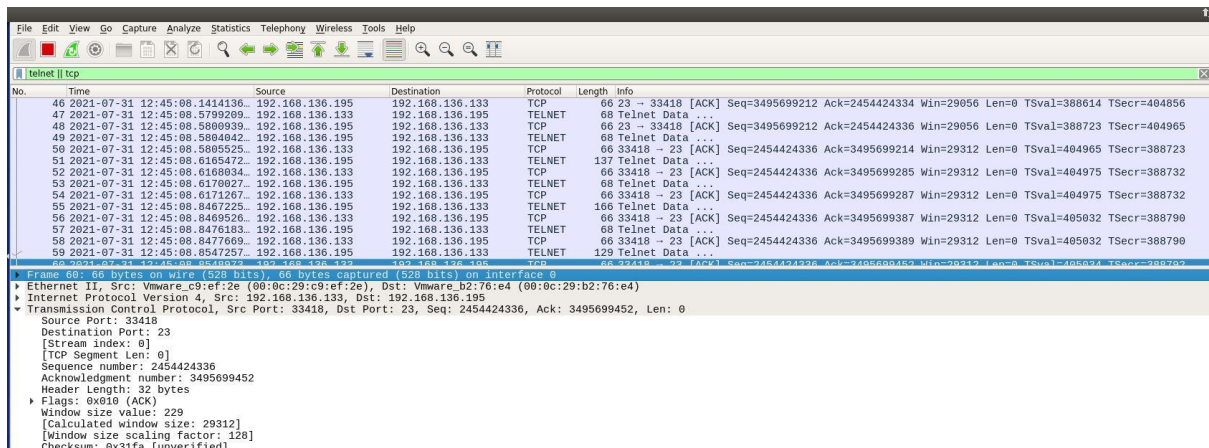 File Edit View Go Capture Analyze Statistics Telephony Wireless Tools Help
telnet || tcp
No. Time Source Destination Protocol Length Info
46 2021-07-31 12:45:08.1414136… 192.168.136.195 192.168.136.133 TCP 66 23 → 33418 [ACK] Seq=3495699212 Ack=2454424334 Win=29056 Len=0 TSval=388614 TSecr=404856
47 2021-07-31 12:45:08.5799209… 192.168.136.133 192.168.136.195 TELNET 68 Telnet Data ...
48 2021-07-31 12:45:08.5800939… 192.168.136.195 192.168.136.133 TCP 66 23 → 33418 [ACK] Seq=3495699212 Ack=2454424336 Win=29056 Len=0 TSval=388723 TSecr=404965
49 2021-07-31 12:45:08.5804042… 192.168.136.195 192.168.136.133 TELNET 68 Telnet Data ...
50 2021-07-31 12:45:08.5805525… 192.168.136.133 192.168.136.195 TCP 66 33418 → 23 [ACK] Seq=2454424336 Ack=3495699214 Win=29312 Len=0 TSval=404965 TSecr=388723
51 2021-07-31 12:45:08.6165472… 192.168.136.195 192.168.136.133 TELNET 137 Telnet Data ...
52 2021-07-31 12:45:08.6168034… 192.168.136.133 192.168.136.195 TCP 66 33418 → 23 [ACK] Seq=2454424336 Ack=3495699285 Win=29312 Len=0 TSval=404975 TSecr=388732
53 2021-07-31 12:45:08.6170027… 192.168.136.195 192.168.136.133 TELNET 68 Telnet Data ...
54 2021-07-31 12:45:08.6171267… 192.168.136.133 192.168.136.195 TCP 66 33418 → 23 [ACK] Seq=2454424336 Ack=3495699287 Win=29312 Len=0 TSval=404975 TSecr=388732
55 2021-07-31 12:45:08.8467225… 192.168.136.195 192.168.136.133 TELNET 166 Telnet Data ...
56 2021-07-31 12:45:08.8469526… 192.168.136.133 192.168.136.195 TCP 66 33418 → 23 [ACK] Seq=2454424336 Ack=3495699387 Win=29312 Len=0 TSval=405032 TSecr=388790
57 2021-07-31 12:45:08.8476183… 192.168.136.195 192.168.136.133 TELNET 68 Telnet Data ...
58 2021-07-31 12:45:08.8477669… 192.168.136.133 192.168.136.195 TCP 66 33418 → 23 [ACK] Seq=2454424336 Ack=3495699389 Win=29312 Len=0 TSval=405032 TSecr=388790
59 2021-07-31 12:45:08.8547257… 192.168.136.195 192.168.136.133 TELNET 129 Telnet Data ...
60 2021-07-31 192.168.136.133 192.168.136.195 TCP 66 33418 → 23 [ACK] Seq=2454424336 Ack=3495699452 Win=29312 Len=0
Frame 60: 66 bytes on wire (528 bits), 66 bytes captured (528 bits) on interface 0
Ethernet II, Src: Vmware_c9:ef:2e (00:0c:29:c9:ef:2e), Dst: Vmware_b2:76:e4 (00:0c:29:b2:76:e4)
Internet Protocol Version 4, Src: 192.168.136.133, Dst: 192.168.136.195
Transmission Control Protocol, Src Port: 33418, Dst Port: 23, Seq: 2454424336, Ack: 3495699452, Len: 0
Source Port: 33418
Destination Port: 23
[Stream index: 0]
[TCP Segment Len: 0]
Sequence number: 2454424336
Acknowledgment number: 3495699452
Header Length: 32 bytes
Flags: 0x010 (ACK)
Window size value: 229
[Calculated window size: 29312]
[Window size scaling factor: 128]
Checksum: 0x31fa [unverified]